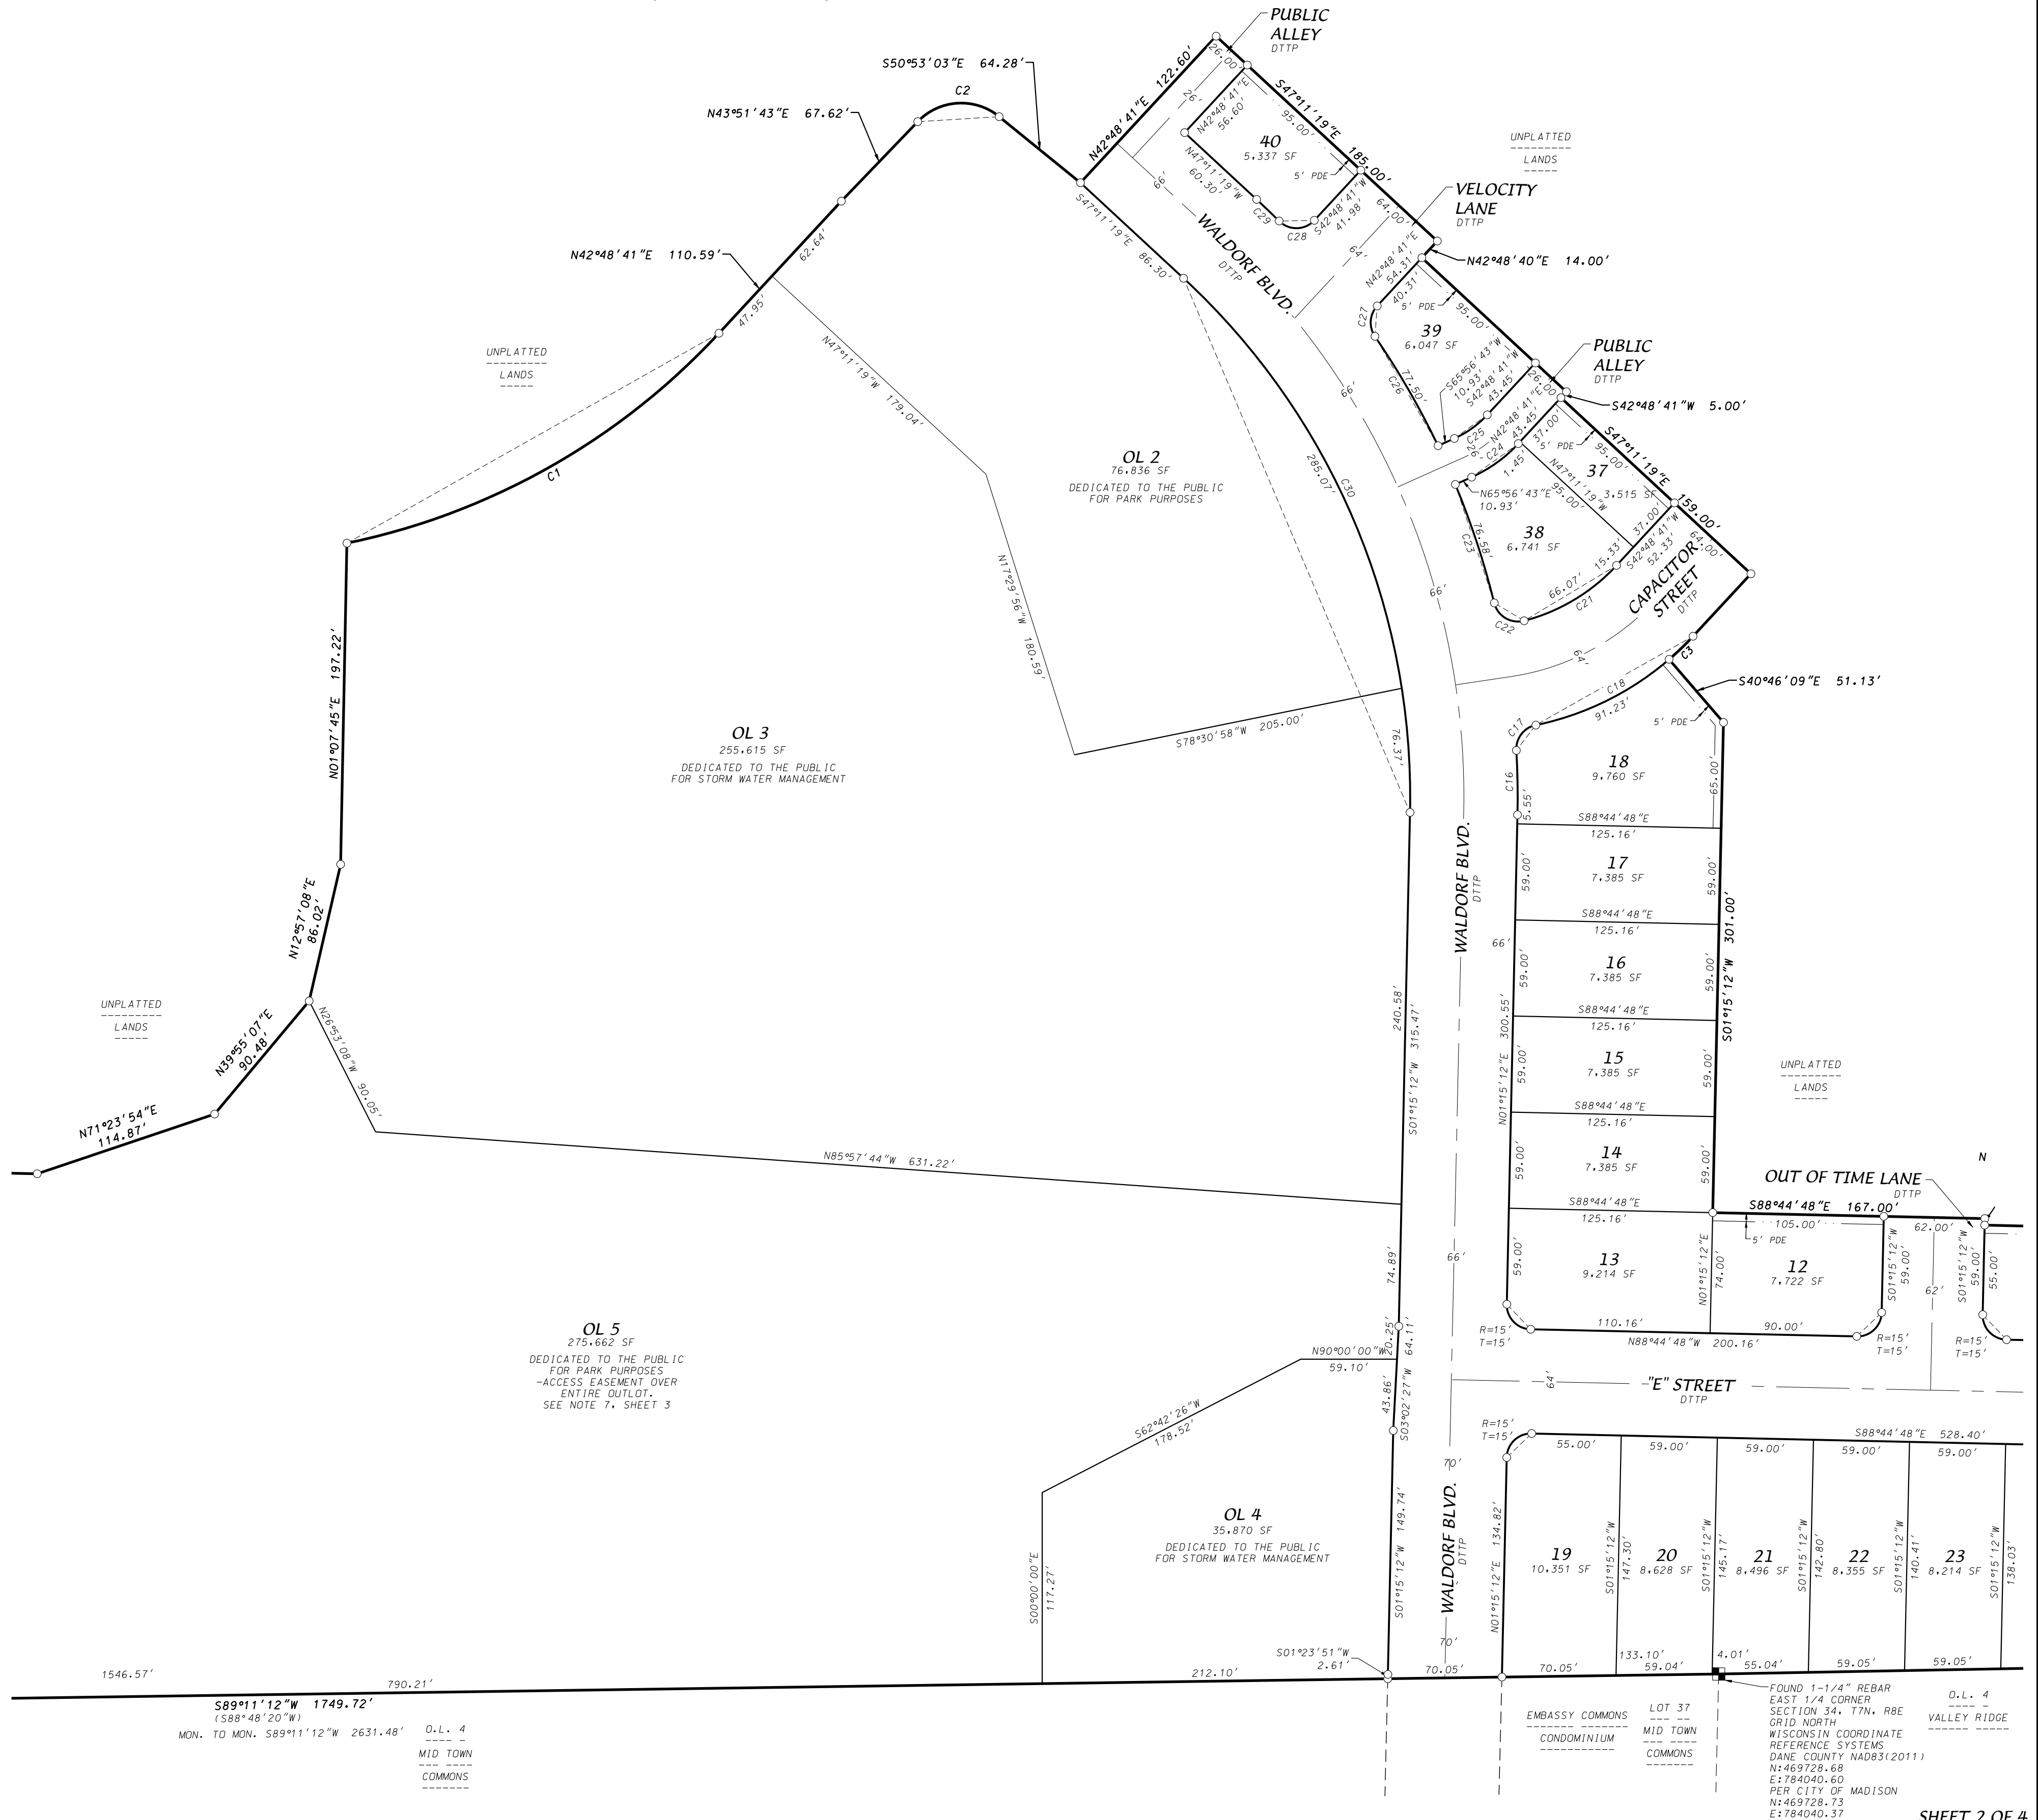 PUBLIC
ALLEY
DTTP
S50°53'03"E 64.28'
C2
N43°51'43"E 67.62'
N42°48'41"E 122.60'
26.00'
26'
N42°48'41"E
56.60'
S47°11'19"E
185.00'
95.00'
40
5,337 SF
5' PDE
N47°11'19"W
60.30'
C29
C28
S42°48'41"W
41.98'
66'
UNPLATTED
LANDS
VELOCITY
LANE
DTTP
64.00'
64'
N42°48'40"E 14.00'
WALDORF BLVD.
DTTP
S47°11'19"E 86.30'
N42°48'41"E 110.59'
62.64'
47.95'
N42°48'41"E
54.31'
40.31'
5' PDE
95.00'
C27
39
6,047 SF
C26
77.50'
S65°56'43"W
10.93'
S42°48'41"W
43.45'
C25
PUBLIC
ALLEY
DTTP
26.00'
S42°48'41"W 5.00'
N42°48'41"E
43.45'
37.00'
26'
C24
1.45'
5' PDE
95.00'
S47°11'19"E
159.00'
37
3,515 SF
N47°11'19"W
95.00'
N65°56'43"E
10.93'
38
6,741 SF
76.58'
C23
37.00'
S42°48'41"W
52.33'
15.33'
66.07'
C21
C22
64.00'
CAPACITOR
STREET
DTTP
64'
66'
66'
UNPLATTED
LANDS
C1
N47°11'19"W 179.04'
OL 2
76,836 SF
DEDICATED TO THE PUBLIC
FOR PARK PURPOSES
285.07'
C30
N17°29'56"W 180.59'
S78°30'58"W 205.00'
76.37'
N01°07'45"E 197.22'
OL 3
255,615 SF
DEDICATED TO THE PUBLIC
FOR STORM WATER MANAGEMENT
C3
S40°46'09"E 51.13'
C18
91.23'
5' PDE
C17
C16
18
9,760 SF
65.00'
5.55'
S88°44'48"E
125.16'
59.00'
17
7,385 SF
59.00'
S88°44'48"E
125.16'
WALDORF BLVD.
DTTP
66'
59.00'
16
7,385 SF
59.00'
S01°15'12"W 301.00'
S88°44'48"E
125.16'
N01°15'12"E 300.55'
59.00'
15
7,385 SF
59.00'
S88°44'48"E
125.16'
59.00'
14
7,385 SF
59.00'
S88°44'48"E
125.16'
240.58'
S01°15'12"W 315.47'
N12°57'08"E
86.02'
UNPLATTED
LANDS
N39°55'07"E
90.48'
N26°53'08"W 90.05'
N71°23'54"E
114.87'
N85°57'44"W 631.22'
UNPLATTED
LANDS
N
OUT OF TIME LANE
DTTP
S88°44'48"E 167.00'
105.00'
62.00'
5' PDE
59.00'
13
9,214 SF
N01°15'12"E
74.00'
12
7,722 SF
S01°15'12"W
59.00'
62'
S01°15'12"W
59.00'
55.00'
66'
74.89'
110.16'
90.00'
N88°44'48"W 200.16'
R=15'
T=15'
R=15'
T=15'
R=15'
T=15'
OL 5
275,662 SF
DEDICATED TO THE PUBLIC
FOR PARK PURPOSES
-ACCESS EASEMENT OVER
ENTIRE OUTLOT.
SEE NOTE 7, SHEET 3
N90°00'00"W
59.10'
20.25'
S03°02'27"W 64.11'
43.86'
64'
"E" STREET
DTTP
S62°42'26"W
178.52'
R=15'
T=15'
55.00'
59.00'
59.00'
59.00'
59.00'
S88°44'48"E 528.40'
70'
OL 4
35,870 SF
DEDICATED TO THE PUBLIC
FOR STORM WATER MANAGEMENT
S00°00'00"E
117.27'
S01°15'12"W 149.74'
WALDORF BLVD.
DTTP
N01°15'12"E 134.82'
19
10,351 SF
S01°15'12"W
147.30'
20
8,628 SF
S01°15'12"W
145.17'
21
8,496 SF
S01°15'12"W
142.80'
22
8,355 SF
S01°15'12"W
140.41'
23
8,214 SF
S01°15'12"W
138.03'
S01°23'51"W
2.61'
70'
1546.57'
790.21'
212.10'
70.05'
70.05'
133.10'
59.04'
4.01'
55.04'
59.05'
59.05'
S89°11'12"W 1749.72'
(S88°48'20"W)
MON. TO MON. S89°11'12"W 2631.48'
O.L. 4
MID TOWN
COMMONS
EMBASSY COMMONS
CONDOMINIUM
LOT 37
MID TOWN
COMMONS
FOUND 1-1/4" REBAR
EAST 1/4 CORNER
SECTION 34, T7N, R8E
GRID NORTH
WISCONSIN COORDINATE
REFERENCE SYSTEMS
DANE COUNTY NAD83(2011)
N:469728.68
E:784040.60
PER CITY OF MADISON
N:469728.73
E:784040.37
O.L. 4
VALLEY RIDGE
SHEET 2 OF 4